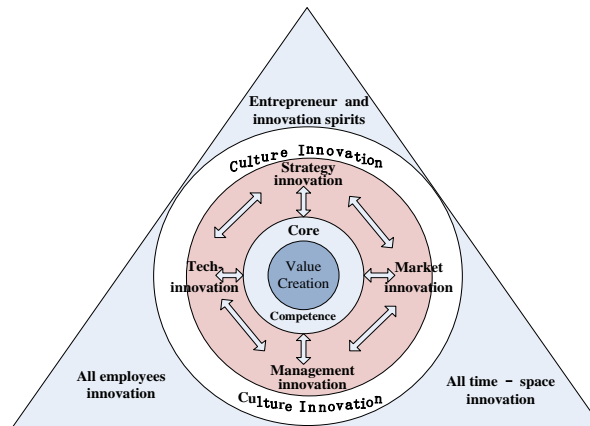 Entrepreneur and
innovation spirits
Culture Innovation
Strategy
innovation
Core
Tech-
innovation
Value
Creation
Market
innovation
Competence
Management
innovation
Culture Innovation
All employees
innovation
All time - space
innovation